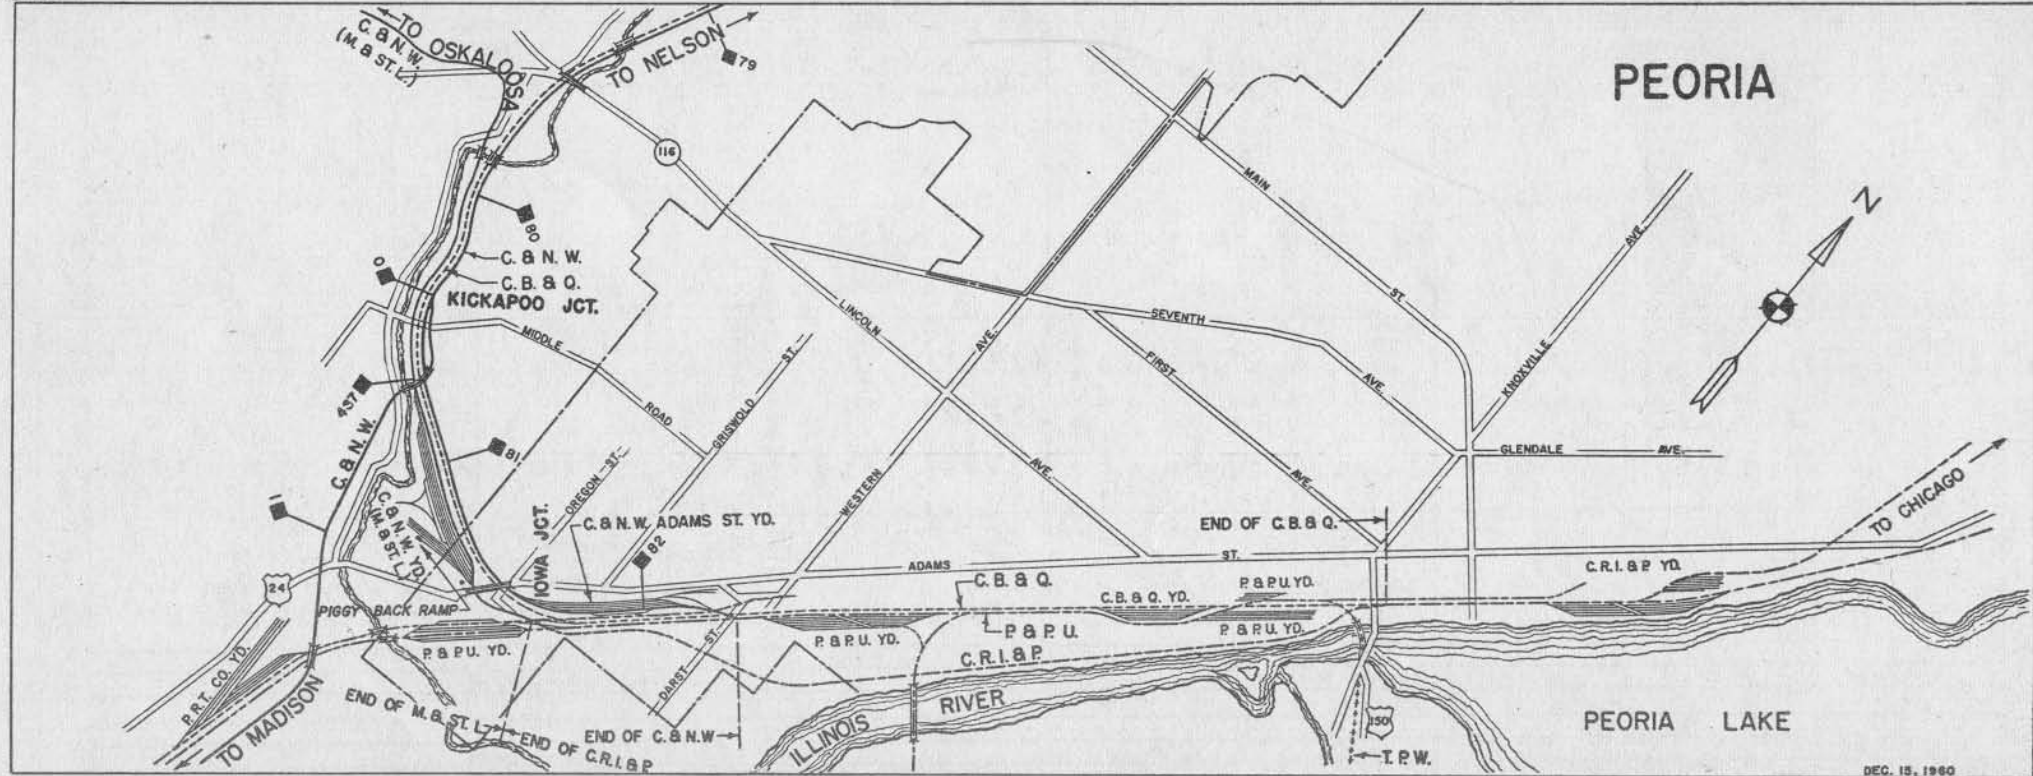 PEORIA
TO OSKALOOSA
C. & N. W.
(M. & ST. L.)
TO NELSON
79
116
80
C. & N. W.
C. B. & Q.
0
KICKAPOO JCT.
MIDDLE
ROAD
437
C. & N. W.
81
1
C. & N. W. YD.
(M. & ST. L.)
24
PIGGY BACK RAMP
P. R. T. CO. YD.
TO MADISON
IOWA JCT.
OREGON ST.
GRISWOLD ST.
C. & N. W. ADAMS ST. YD.
82
LINCOLN
AVE.
WESTERN
AVE.
MAIN
ST.
SEVENTH
AVE.
FIRST
AVE.
KNOXVILLE
AVE.
GLENDALE AVE.
N
ADAMS
ST.
END OF C. B. & Q.
C. B. & Q.
C. B. & Q. YD.
P. & P. U. YD.
C. R. I. & P. YD.
TO CHICAGO
P. & P. U. YD.
DARST ST.
P. & P. U. YD.
P. & P. U.
P. & P. U. YD.
C. R. I. & P.
END OF M. & ST. L.
END OF C. R. I. & P.
END OF C. & N. W
ILLINOIS RIVER
150
T. P. W.
PEORIA LAKE
DEC. 15, 1960